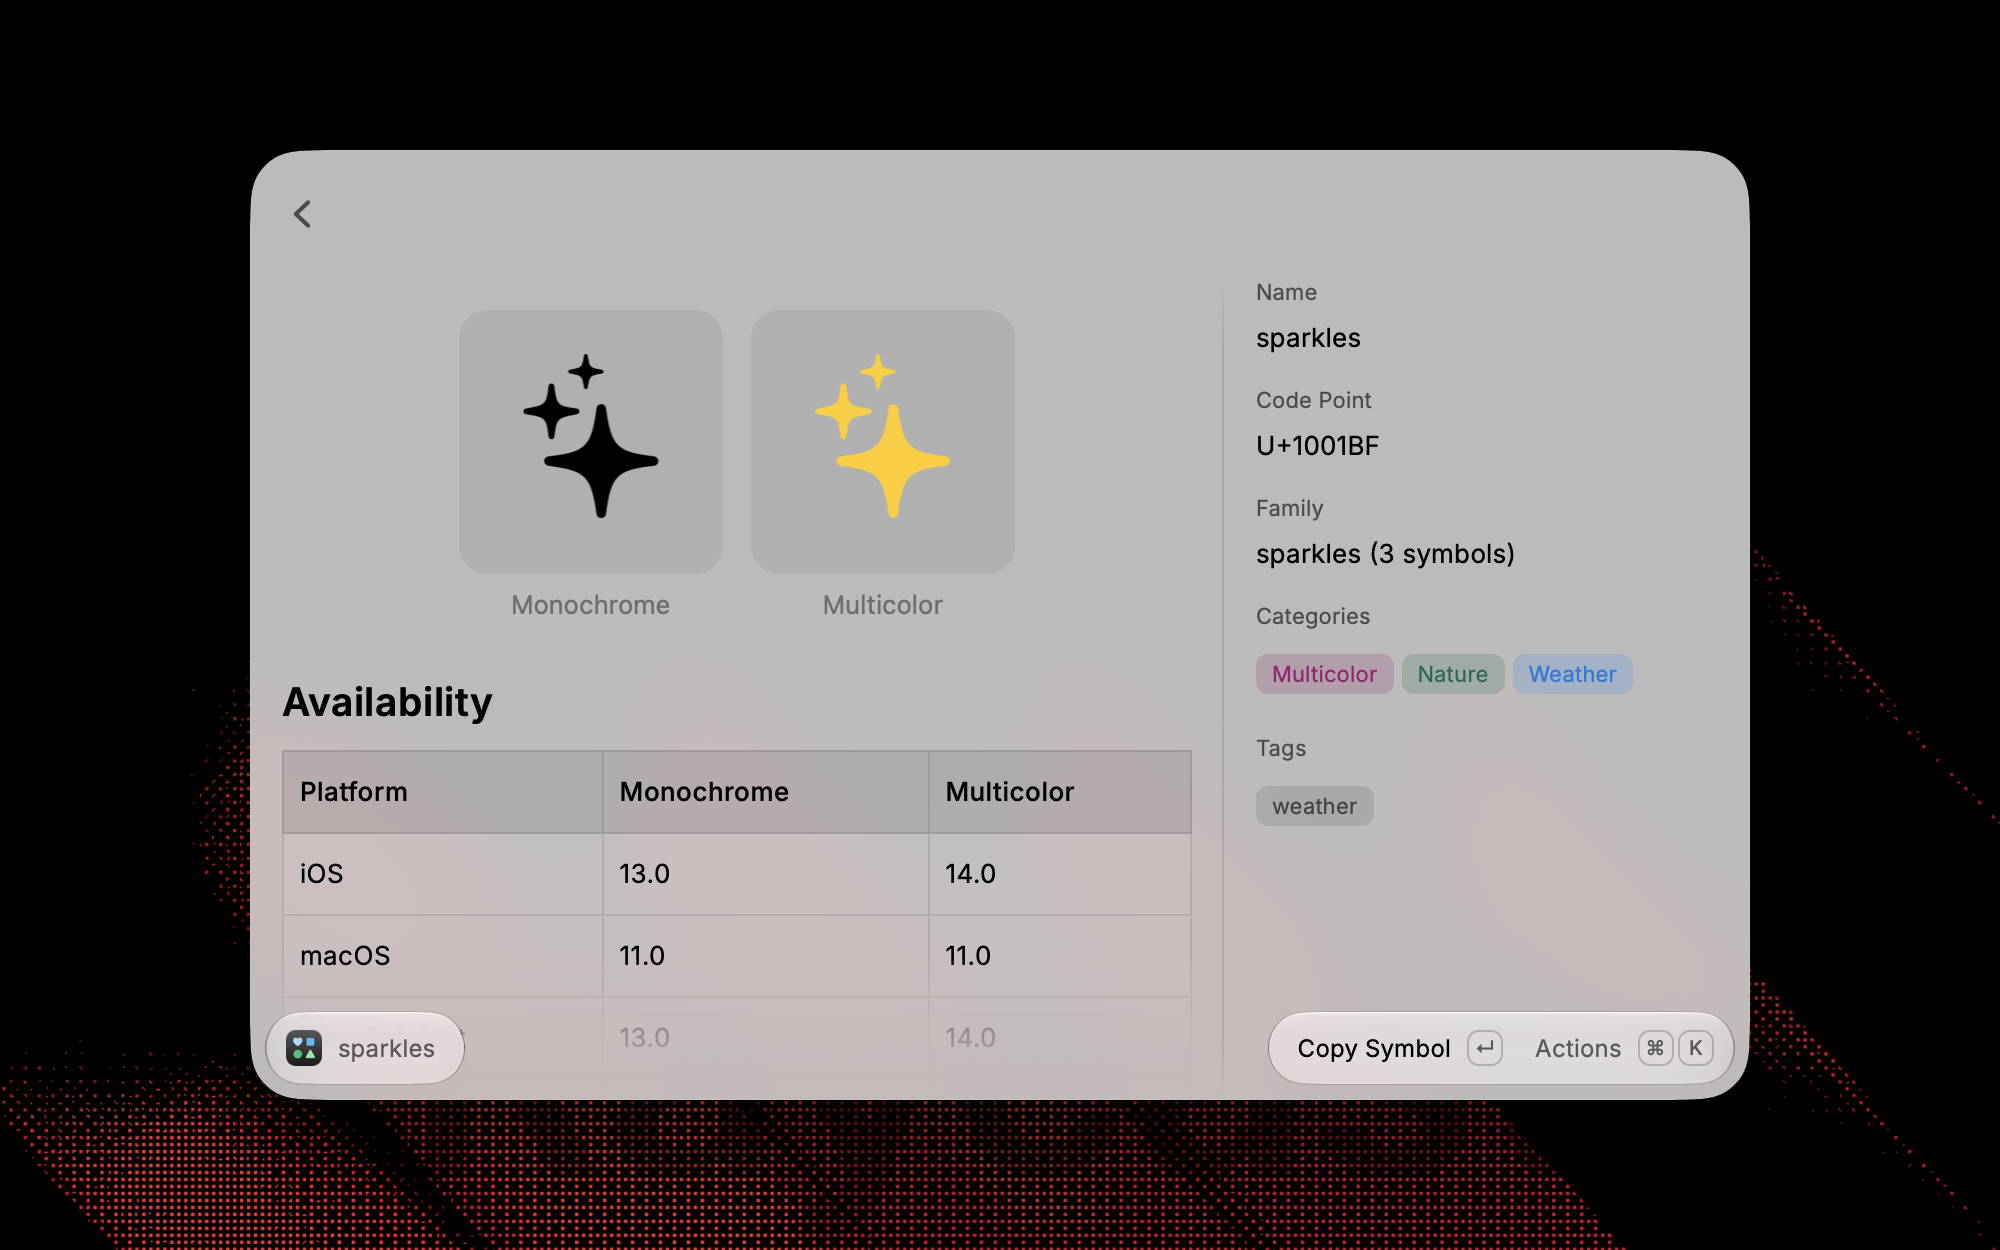 Monochrome
Multicolor
Availability
Platform Monochrome Multicolor
iOS 13.0 14.0
macOS 11.0 11.0
13.0 14.0
Name
sparkles
Code Point
U+1001BF
Family
sparkles (3 symbols)
Categories
Multicolor Nature Weather
Tags
weather
sparkles
Copy Symbol ↵ Actions ⌘ K